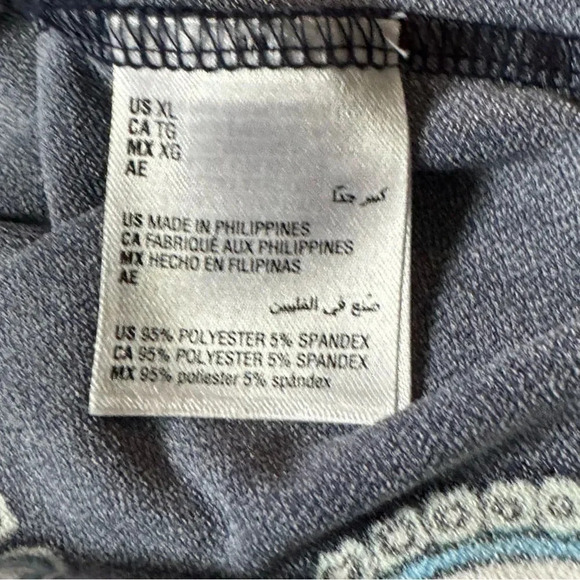 US XL
CA TG
MX XG
AE
كبير جدًا
US MADE IN PHILIPPINES
CA FABRIQUÉ AUX PHILIPPINES
MX HECHO EN FILIPINAS
AE
صنع في الفلبين
US 95% POLYESTER 5% SPANDEX
CA 95% POLYESTER 5% SPANDEX
MX 95% poliester 5% spándex